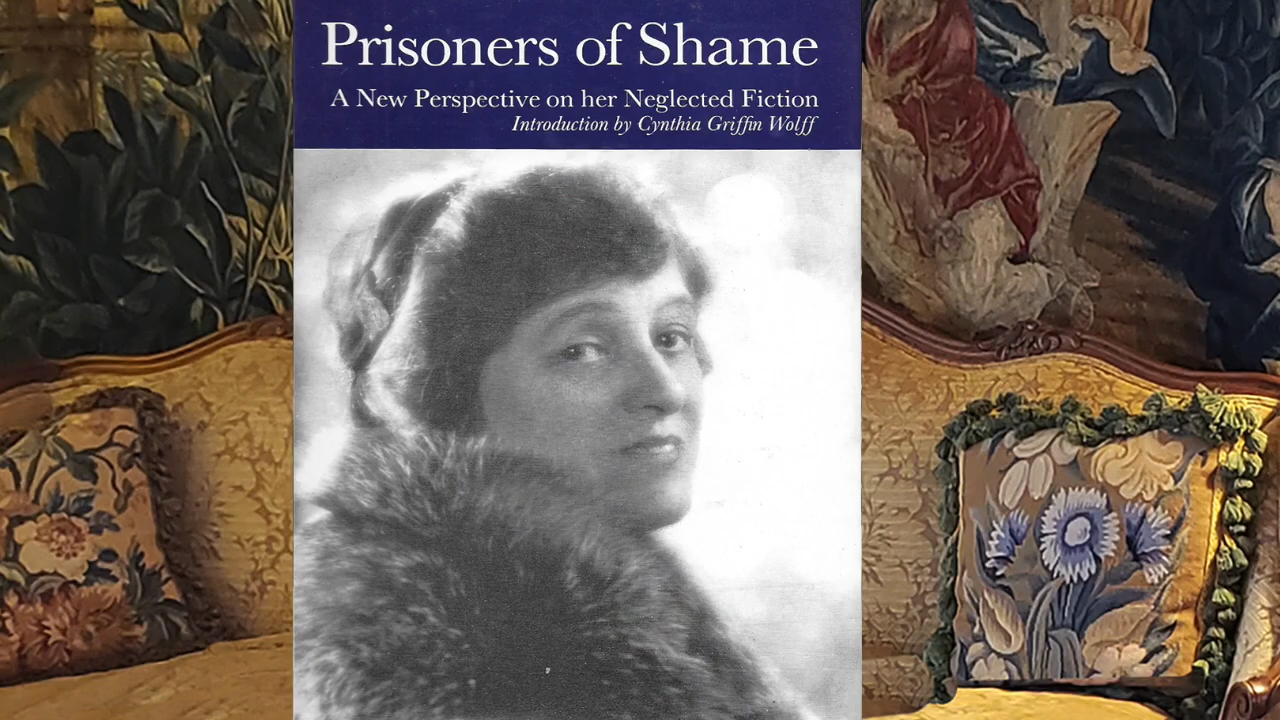 Prisoners of Shame
A New Perspective on her Neglected Fiction
Introduction by Cynthia Griffin Wolff